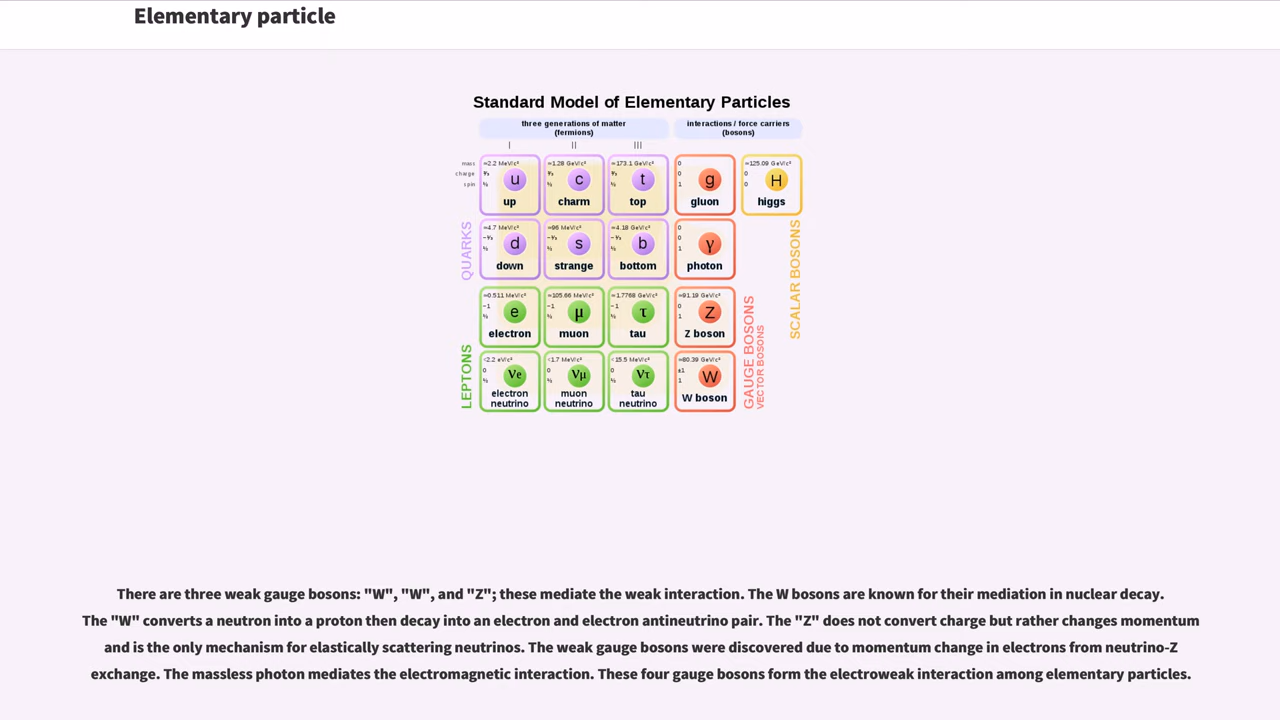 Elementary particle
Standard Model of Elementary Particles
three generations of matter
(fermions)
interactions / force carriers
(bosons)
I II III
mass
charge
spin
≈2.2 MeV/c²
⅔
½
u
up
≈1.28 GeV/c²
⅔
½
c
charm
≈173.1 GeV/c²
⅔
½
t
top
0
0
1
g
gluon
≈125.09 GeV/c²
0
0
H
higgs
QUARKS
≈4.7 MeV/c²
−⅓
½
d
down
≈96 MeV/c²
−⅓
½
s
strange
≈4.18 GeV/c²
−⅓
½
b
bottom
0
0
1
γ
photon
SCALAR BOSONS
≈0.511 MeV/c²
−1
½
e
electron
≈105.66 MeV/c²
−1
½
μ
muon
≈1.7768 GeV/c²
−1
½
τ
tau
≈91.19 GeV/c²
0
1
Z
Z boson
GAUGE BOSONS
VECTOR BOSONS
LEPTONS
<2.2 eV/c²
0
½
νe
electron
neutrino
<1.7 MeV/c²
0
½
νμ
muon
neutrino
<15.5 MeV/c²
0
½
ντ
tau
neutrino
≈80.39 GeV/c²
±1
1
W
W boson
There are three weak gauge bosons: "W", "W", and "Z"; these mediate the weak interaction. The W bosons are known for their mediation in nuclear decay.
The "W" converts a neutron into a proton then decay into an electron and electron antineutrino pair. The "Z" does not convert charge but rather changes momentum
and is the only mechanism for elastically scattering neutrinos. The weak gauge bosons were discovered due to momentum change in electrons from neutrino-Z
exchange. The massless photon mediates the electromagnetic interaction. These four gauge bosons form the electroweak interaction among elementary particles.